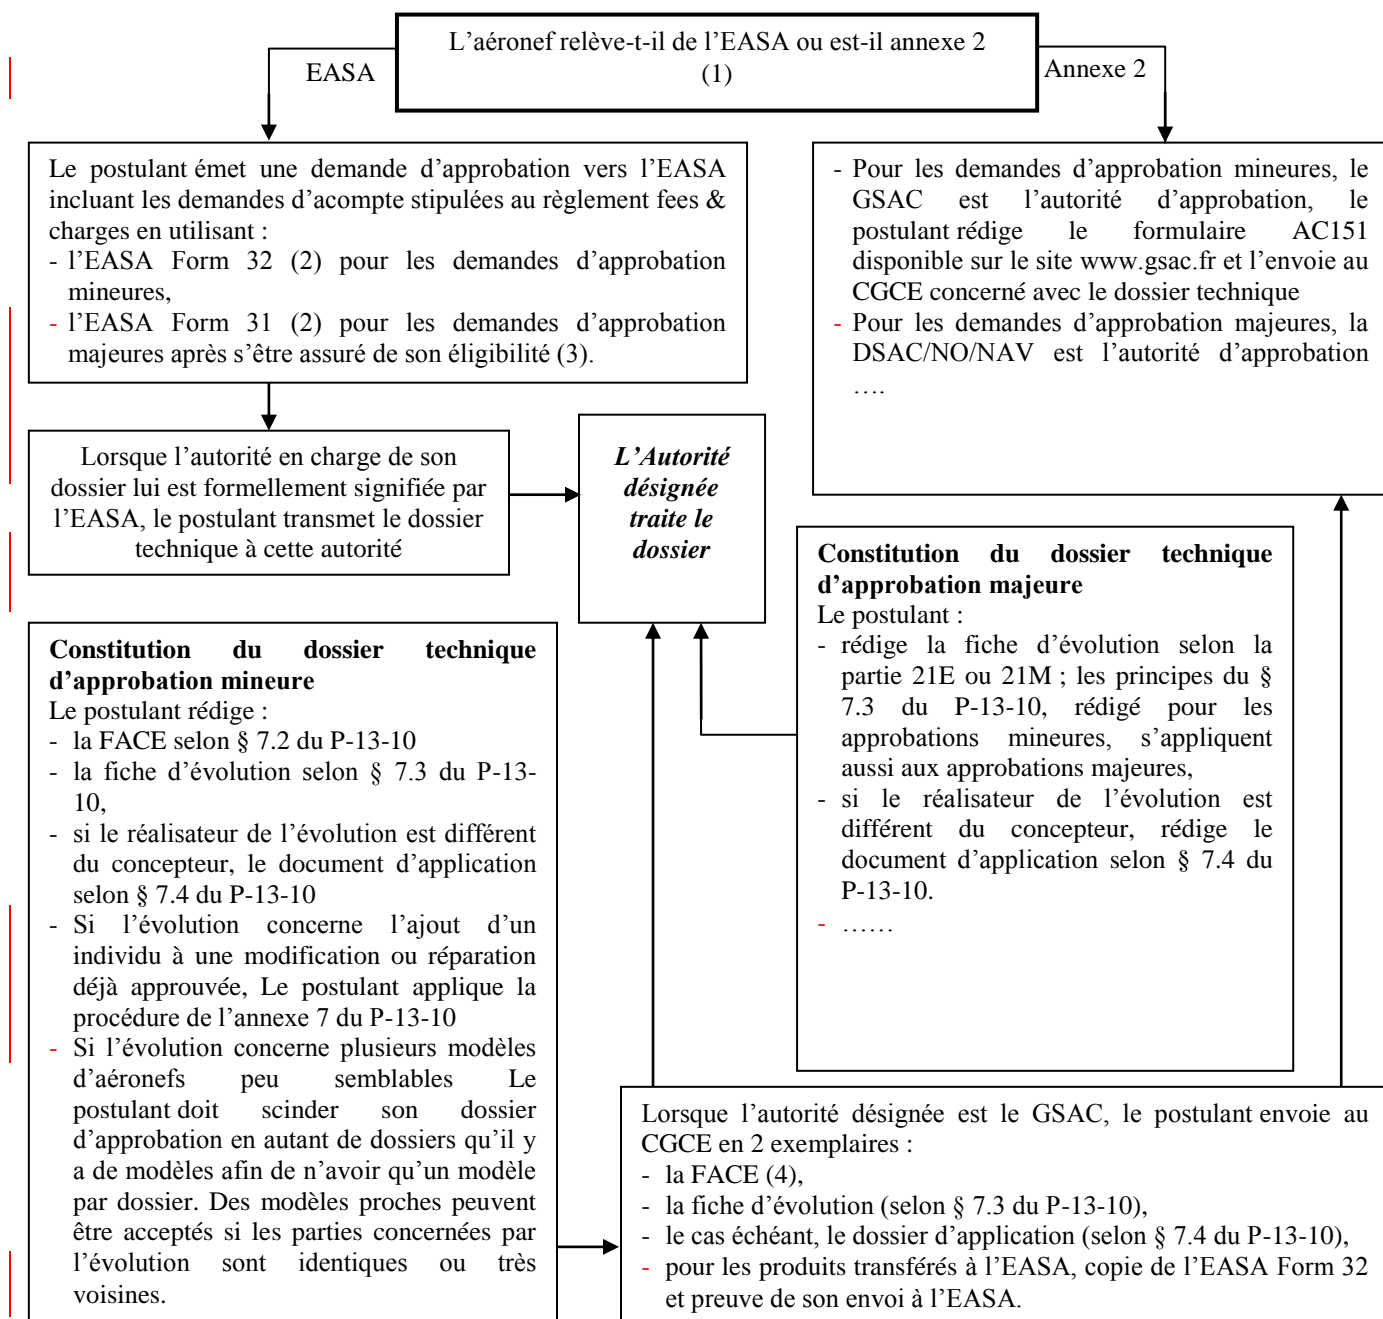 L’aéronef relève-t-il de l’EASA ou est-il annexe 2
(1)
EASA
Annexe 2
Le postulant émet une demande d’approbation vers l’EASA
incluant les demandes d’acompte stipulées au règlement fees &
charges en utilisant :
- l’EASA Form 32 (2) pour les demandes d’approbation
mineures,
- l’EASA Form 31 (2) pour les demandes d’approbation
majeures après s’être assuré de son éligibilité (3).
- Pour les demandes d’approbation mineures, le
GSAC est l’autorité d’approbation, le
postulant rédige le formulaire AC151
disponible sur le site www.gsac.fr et l’envoie au
CGCE concerné avec le dossier technique
- Pour les demandes d’approbation majeures, la
DSAC/NO/NAV est l’autorité d’approbation
….
Lorsque l’autorité en charge de son
dossier lui est formellement signifiée par
l’EASA, le postulant transmet le dossier
technique à cette autorité
L’Autorité
désignée
traite le
dossier
Constitution du dossier technique
d’approbation majeure
Le postulant :
- rédige la fiche d’évolution selon la
partie 21E ou 21M ; les principes du §
7.3 du P-13-10, rédigé pour les
approbations mineures, s’appliquent
aussi aux approbations majeures,
- si le réalisateur de l’évolution est
différent du concepteur, rédige le
document d’application selon § 7.4 du
P-13-10.
- ……
Constitution du dossier technique
d’approbation mineure
Le postulant rédige :
- la FACE selon § 7.2 du P-13-10
- la fiche d’évolution selon § 7.3 du P-13-
10,
- si le réalisateur de l’évolution est différent
du concepteur, le document d’application
selon § 7.4 du P-13-10
- Si l’évolution concerne l’ajout d’un
individu à une modification ou réparation
déjà approuvée, Le postulant applique la
procédure de l’annexe 7 du P-13-10
- Si l’évolution concerne plusieurs modèles
d’aéronefs peu semblables Le
postulant doit scinder son dossier
d’approbation en autant de dossiers qu’il y
a de modèles afin de n’avoir qu’un modèle
par dossier. Des modèles proches peuvent
être acceptés si les parties concernées par
l’évolution sont identiques ou très
voisines.
Lorsque l’autorité désignée est le GSAC, le postulant envoie au
CGCE en 2 exemplaires :
- la FACE (4),
- la fiche d’évolution (selon § 7.3 du P-13-10),
- le cas échéant, le dossier d’application (selon § 7.4 du P-13-10),
- pour les produits transférés à l’EASA, copie de l’EASA Form 32
et preuve de son envoi à l’EASA.